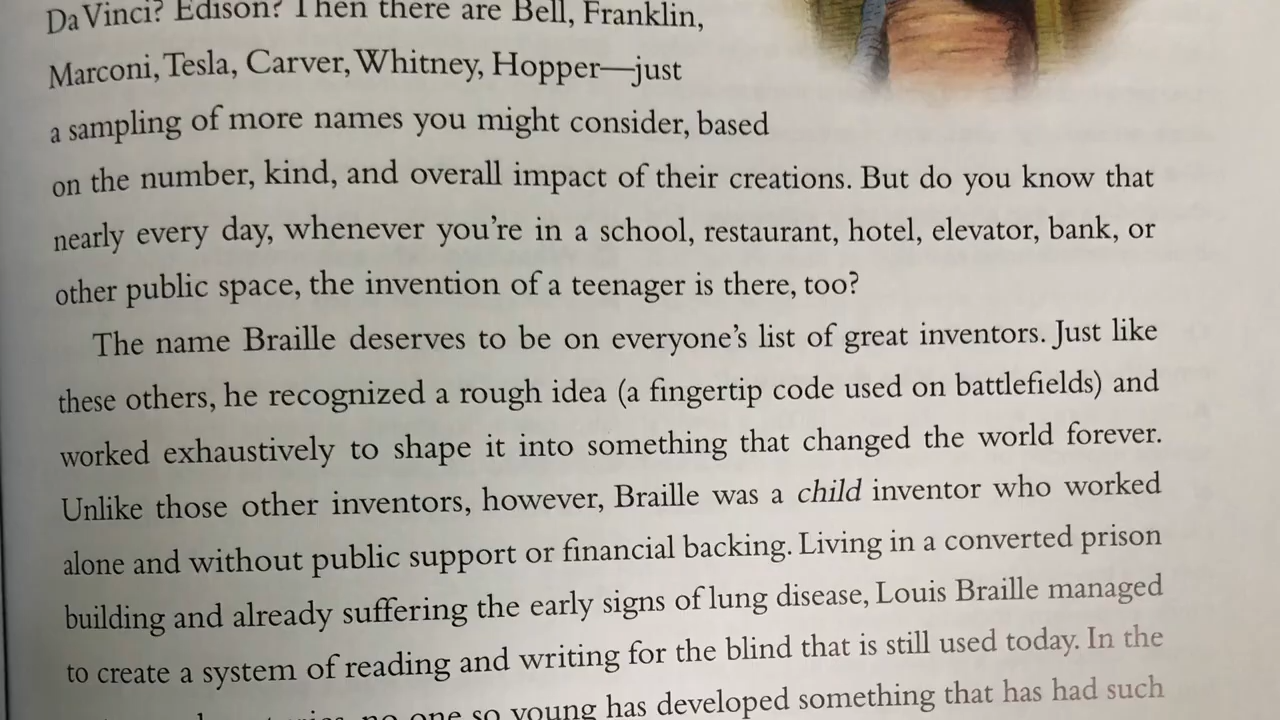 Da Vinci? Edison? Then there are Bell, Franklin,
Marconi, Tesla, Carver, Whitney, Hopper—just
a sampling of more names you might consider, based
on the number, kind, and overall impact of their creations. But do you know that
nearly every day, whenever you're in a school, restaurant, hotel, elevator, bank, or
other public space, the invention of a teenager is there, too?
The name Braille deserves to be on everyone's list of great inventors. Just like
these others, he recognized a rough idea (a fingertip code used on battlefields) and
worked exhaustively to shape it into something that changed the world forever.
Unlike those other inventors, however, Braille was a child inventor who worked
alone and without public support or financial backing. Living in a converted prison
building and already suffering the early signs of lung disease, Louis Braille managed
to create a system of reading and writing for the blind that is still used today. In the
no one so young has developed something that has had such